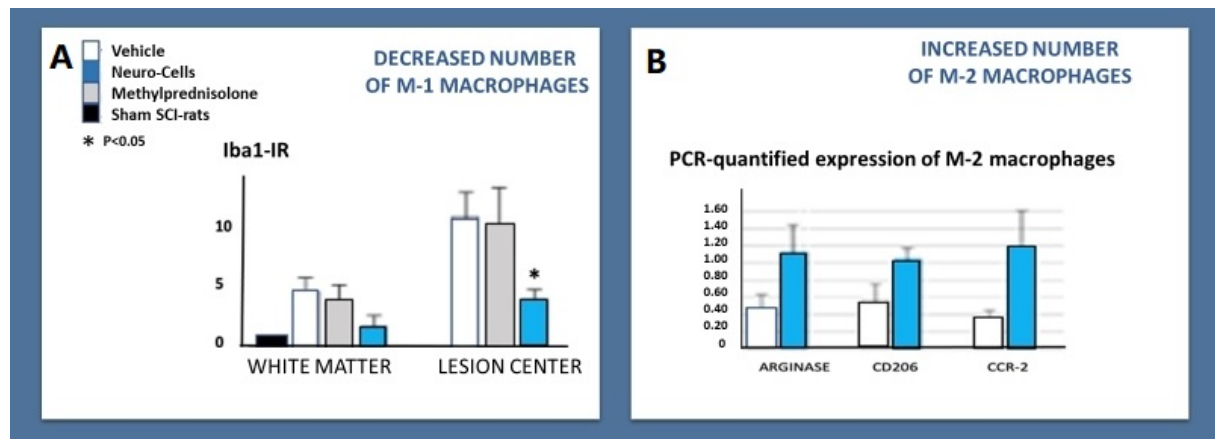 A
Vehicle
Neuro-Cells
Methylprednisolone
Sham SCI-rats
* P<0.05
DECREASED NUMBER
OF M-1 MACROPHAGES
Iba1-IR
10
5
0
*
WHITE MATTER
LESION CENTER
B
INCREASED NUMBER
OF M-2 MACROPHAGES
PCR-quantified expression of M-2 macrophages
1.60
1.40
1.20
1.00
0.80
0.60
0.40
0.20
0
ARGINASE
CD206
CCR-2